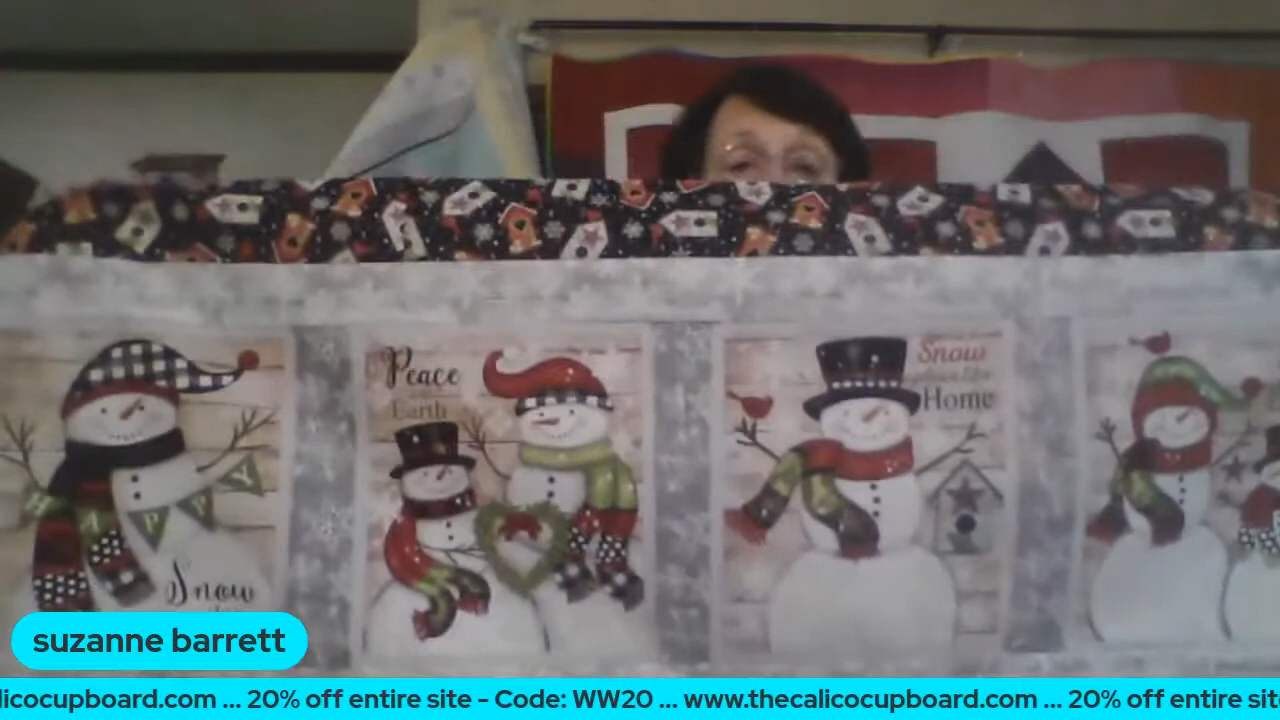 Peace
Earth
Snow
Home
HAPPY
Snow
suzanne barrett
licocupboard.com ... 20% off entire site - Code: WW20 ... www.thecalicocupboard.com ... 20% off entire sit